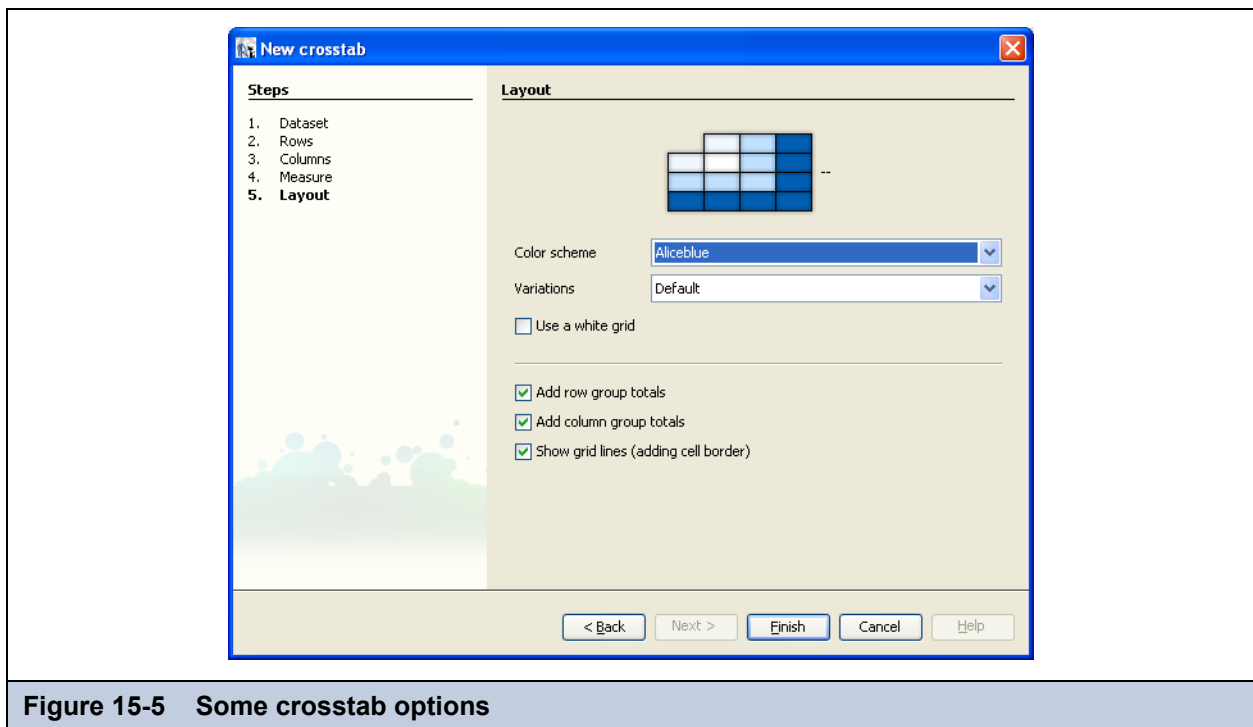 New crosstab
Steps
1. Dataset
2. Rows
3. Columns
4. Measure
5. Layout
Layout
--
Color scheme Aliceblue
Variations Default
Use a white grid
Add row group totals
Add column group totals
Show grid lines (adding cell border)
< Back Next > Finish Cancel Help
Figure 15-5 Some crosstab options